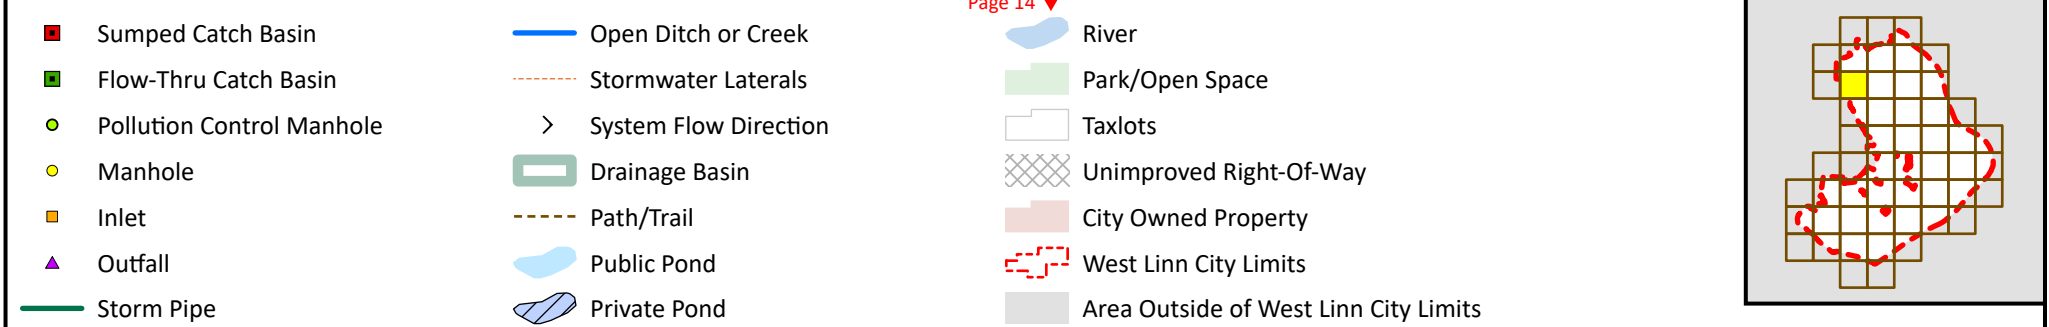 Page 14
Sumped Catch Basin
Flow-Thru Catch Basin
Pollution Control Manhole
Manhole
Inlet
Outfall
Storm Pipe
Open Ditch or Creek
Stormwater Laterals
System Flow Direction
Drainage Basin
Path/Trail
Public Pond
Private Pond
River
Park/Open Space
Taxlots
Unimproved Right-Of-Way
City Owned Property
West Linn City Limits
Area Outside of West Linn City Limits